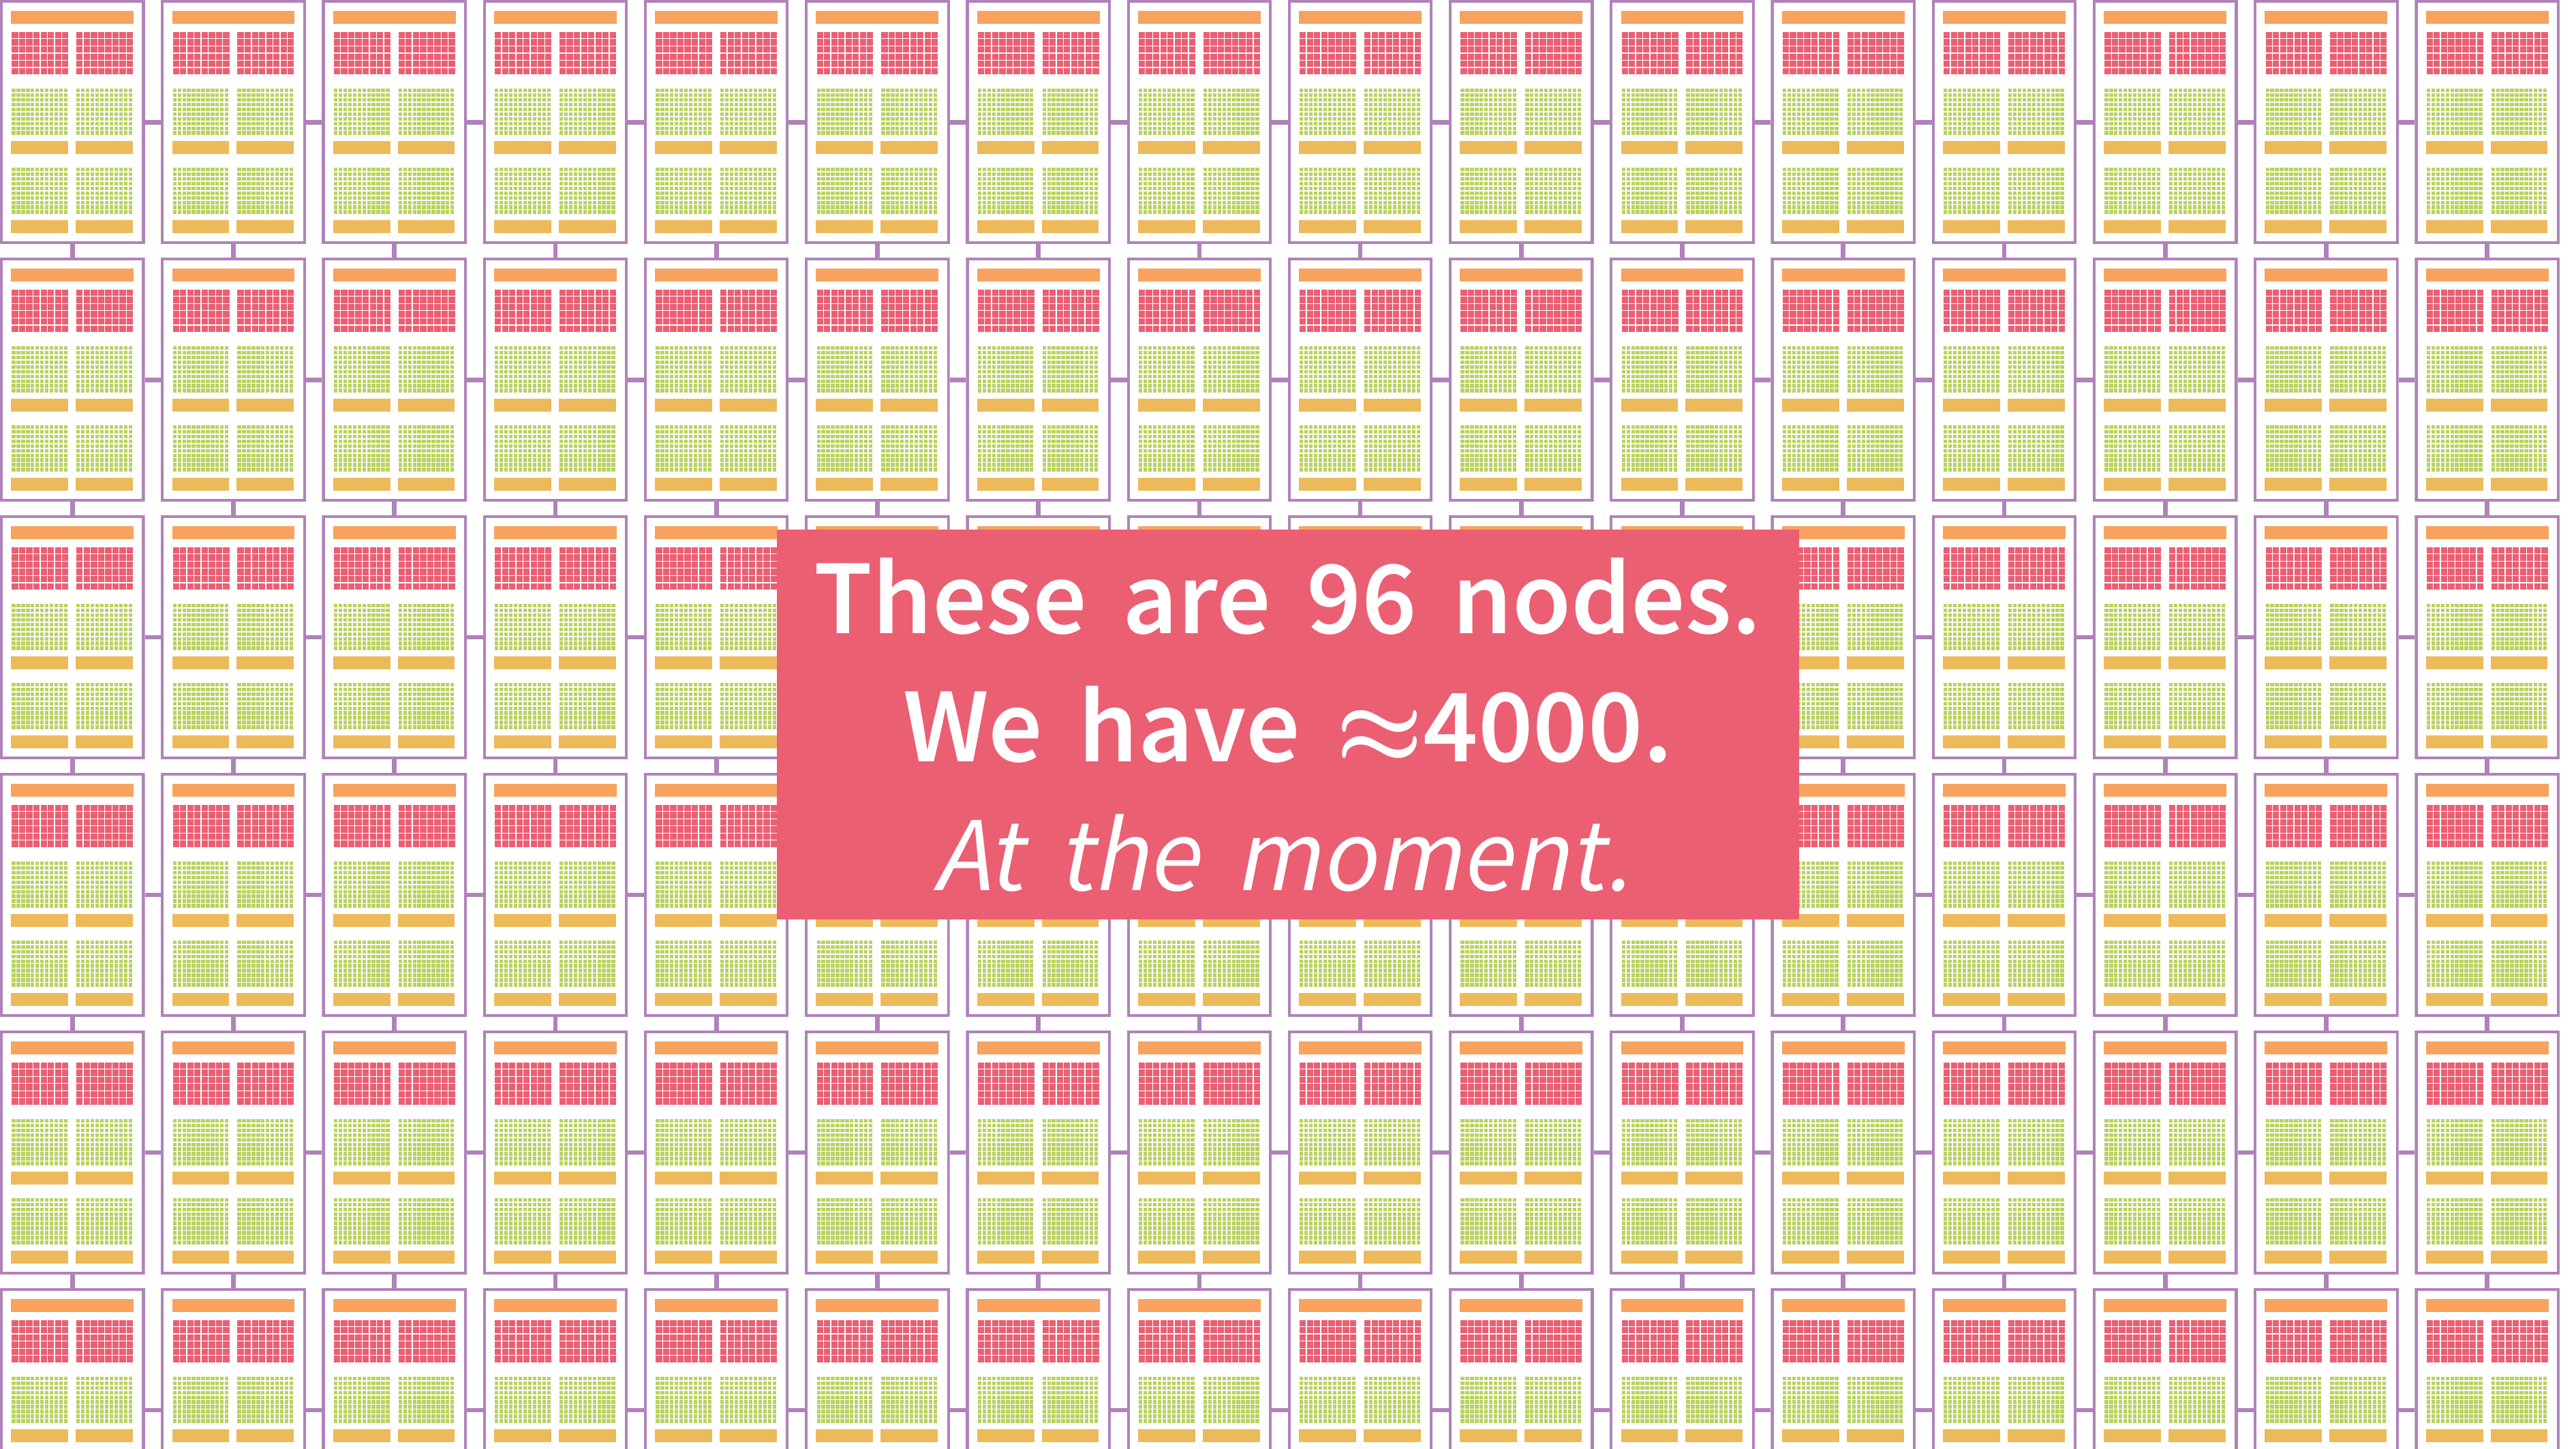 These are 96 nodes.
We have ≈4000.
At the moment.